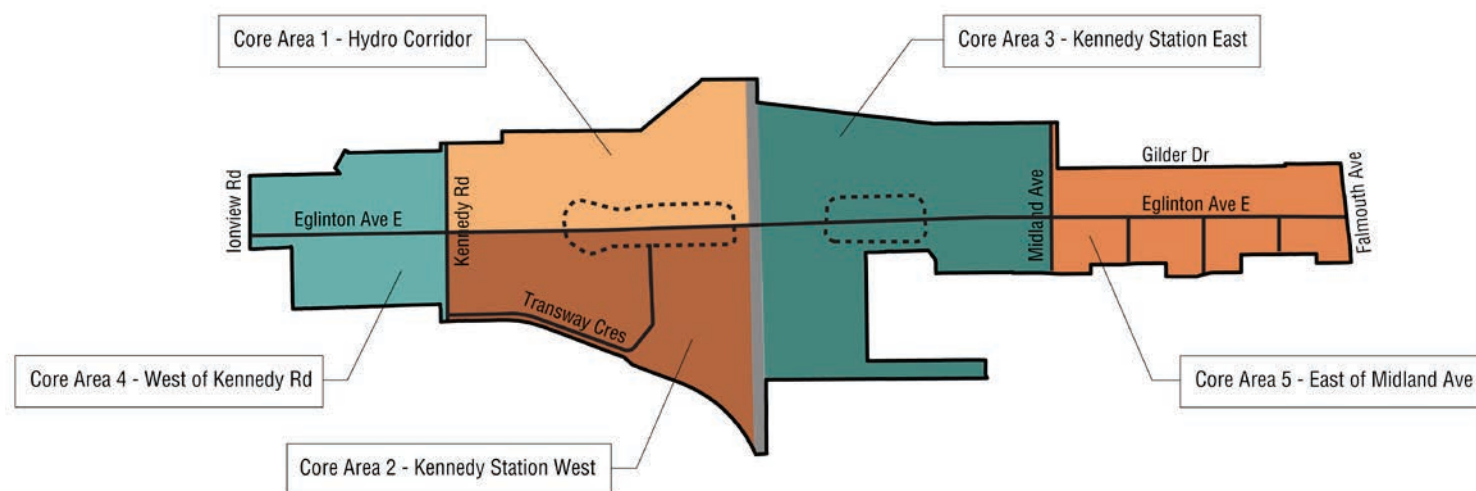 Core Area 1 - Hydro Corridor
Core Area 3 - Kennedy Station East
Ionview Rd
Eglinton Ave E
Kennedy Rd
Midland Ave
Gilder Dr
Eglinton Ave E
Falmouth Ave
Transway Cres
Core Area 4 - West of Kennedy Rd
Core Area 5 - East of Midland Ave
Core Area 2 - Kennedy Station West